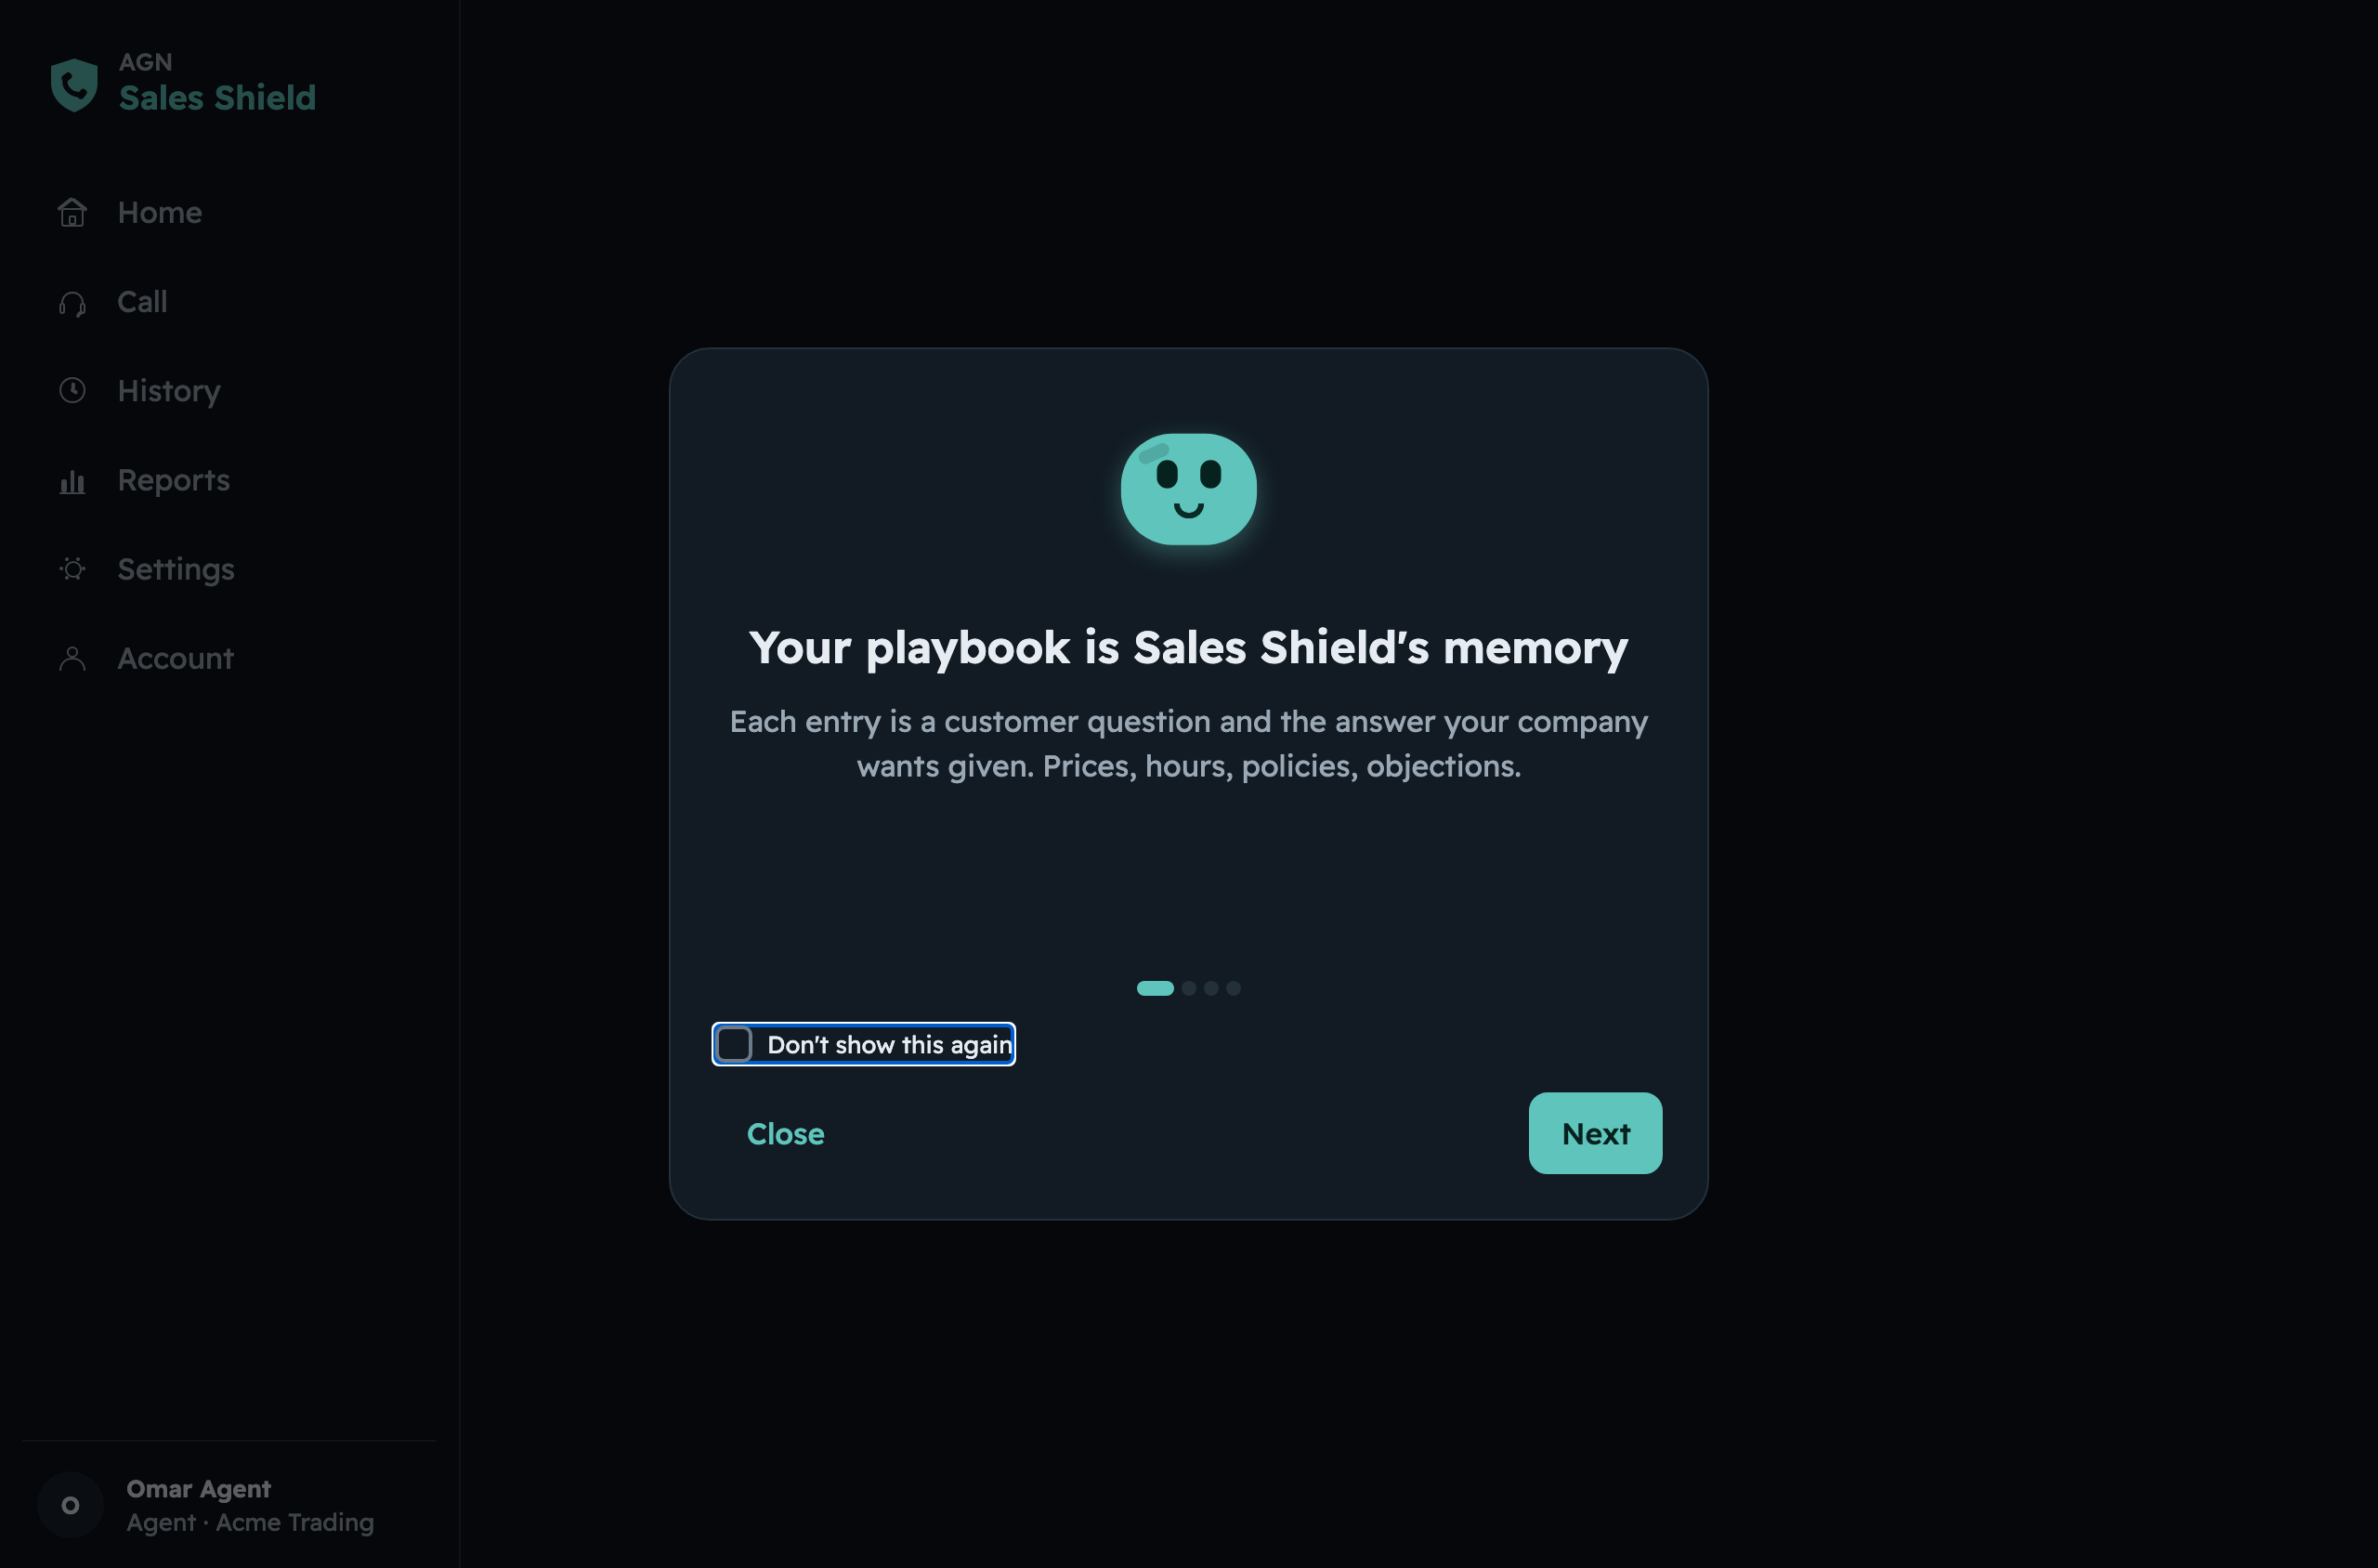 AGN
Sales Shield
Home
Call
History
Reports
Settings
Account
Your playbook is Sales Shield's memory
Each entry is a customer question and the answer your company
wants given. Prices, hours, policies, objections.
Don't show this again
Close
Next
O
Omar Agent
Agent · Acme Trading